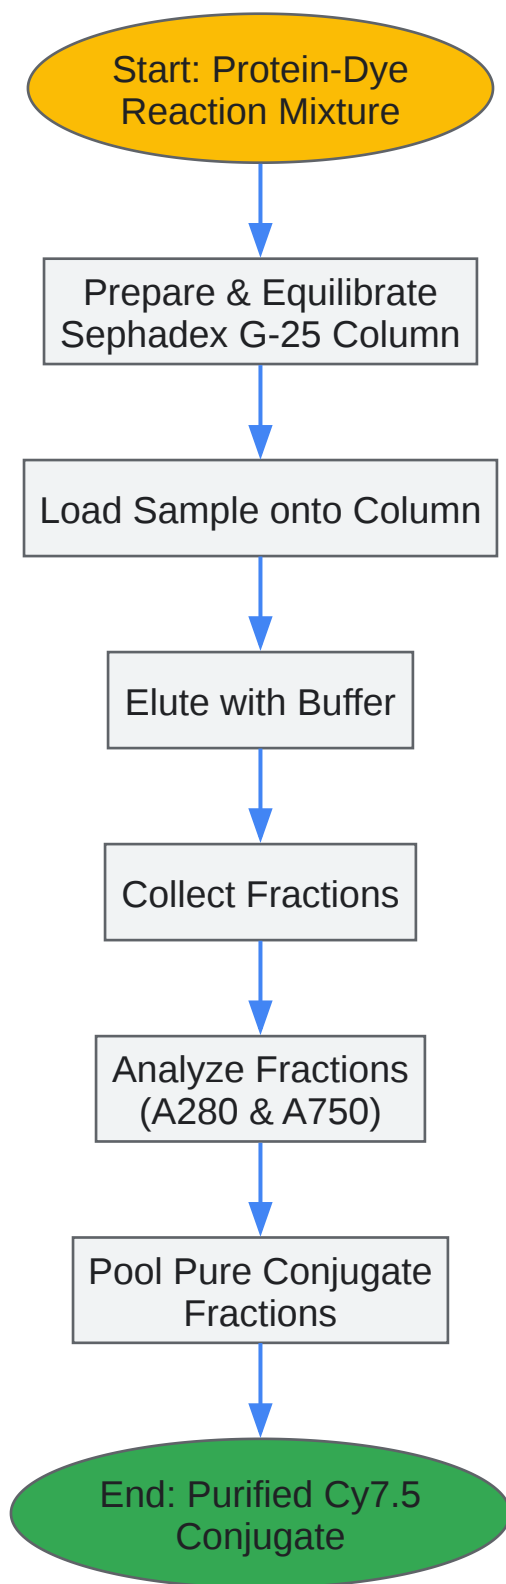 Start: Protein-Dye
Reaction Mixture
Prepare & Equilibrate
Sephadex G-25 Column
Load Sample onto Column
Elute with Buffer
Collect Fractions
Analyze Fractions
(A280 & A750)
Pool Pure Conjugate
Fractions
End: Purified Cy7.5
Conjugate